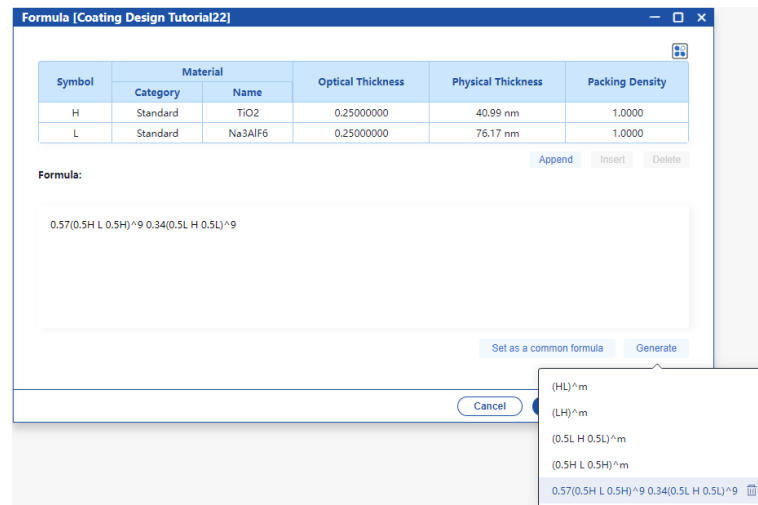 Formula [Coating Design Tutorial22]
Symbol Material Optical Thickness Physical Thickness Packing Density
Category Name
H Standard TiO2 0.25000000 40.99 nm 1.0000
L Standard Na3AlF6 0.25000000 76.17 nm 1.0000
Append Insert Delete
Formula:
0.57(0.5H L 0.5H)^9 0.34(0.5L H 0.5L)^9
Set as a common formula Generate
Cancel
(HL)^m
(LH)^m
(0.5L H 0.5L)^m
(0.5H L 0.5H)^m
0.57(0.5H L 0.5H)^9 0.34(0.5L H 0.5L)^9